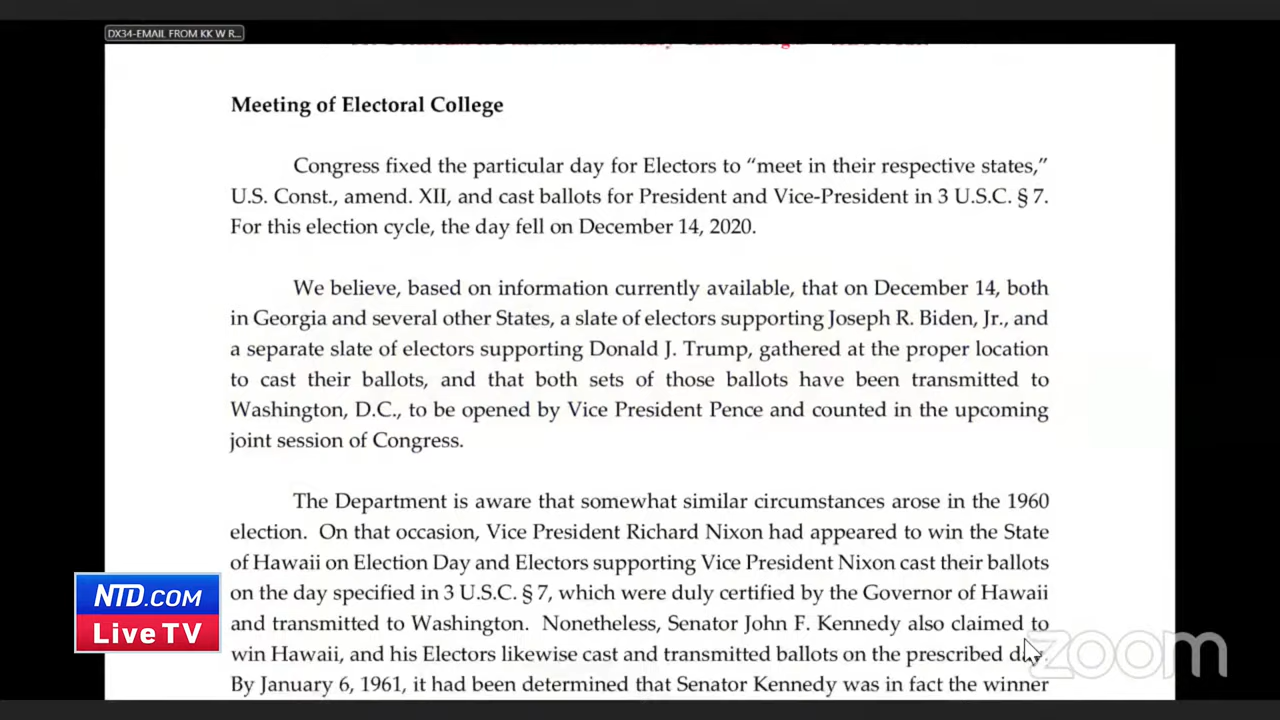 DX34-EMAIL FROM KK W R...
Meeting of Electoral College
Congress fixed the particular day for Electors to “meet in their respective states,”
U.S. Const., amend. XII, and cast ballots for President and Vice-President in 3 U.S.C. § 7.
For this election cycle, the day fell on December 14, 2020.
We believe, based on information currently available, that on December 14, both
in Georgia and several other States, a slate of electors supporting Joseph R. Biden, Jr., and
a separate slate of electors supporting Donald J. Trump, gathered at the proper location
to cast their ballots, and that both sets of those ballots have been transmitted to
Washington, D.C., to be opened by Vice President Pence and counted in the upcoming
joint session of Congress.
The Department is aware that somewhat similar circumstances arose in the 1960
election. On that occasion, Vice President Richard Nixon had appeared to win the State
of Hawaii on Election Day and Electors supporting Vice President Nixon cast their ballots
on the day specified in 3 U.S.C. § 7, which were duly certified by the Governor of Hawaii
and transmitted to Washington. Nonetheless, Senator John F. Kennedy also claimed to
win Hawaii, and his Electors likewise cast and transmitted ballots on the prescribed
By January 6, 1961, it had been determined that Senator Kennedy was in fact the winner
NTD.COM
Live TV
zoom